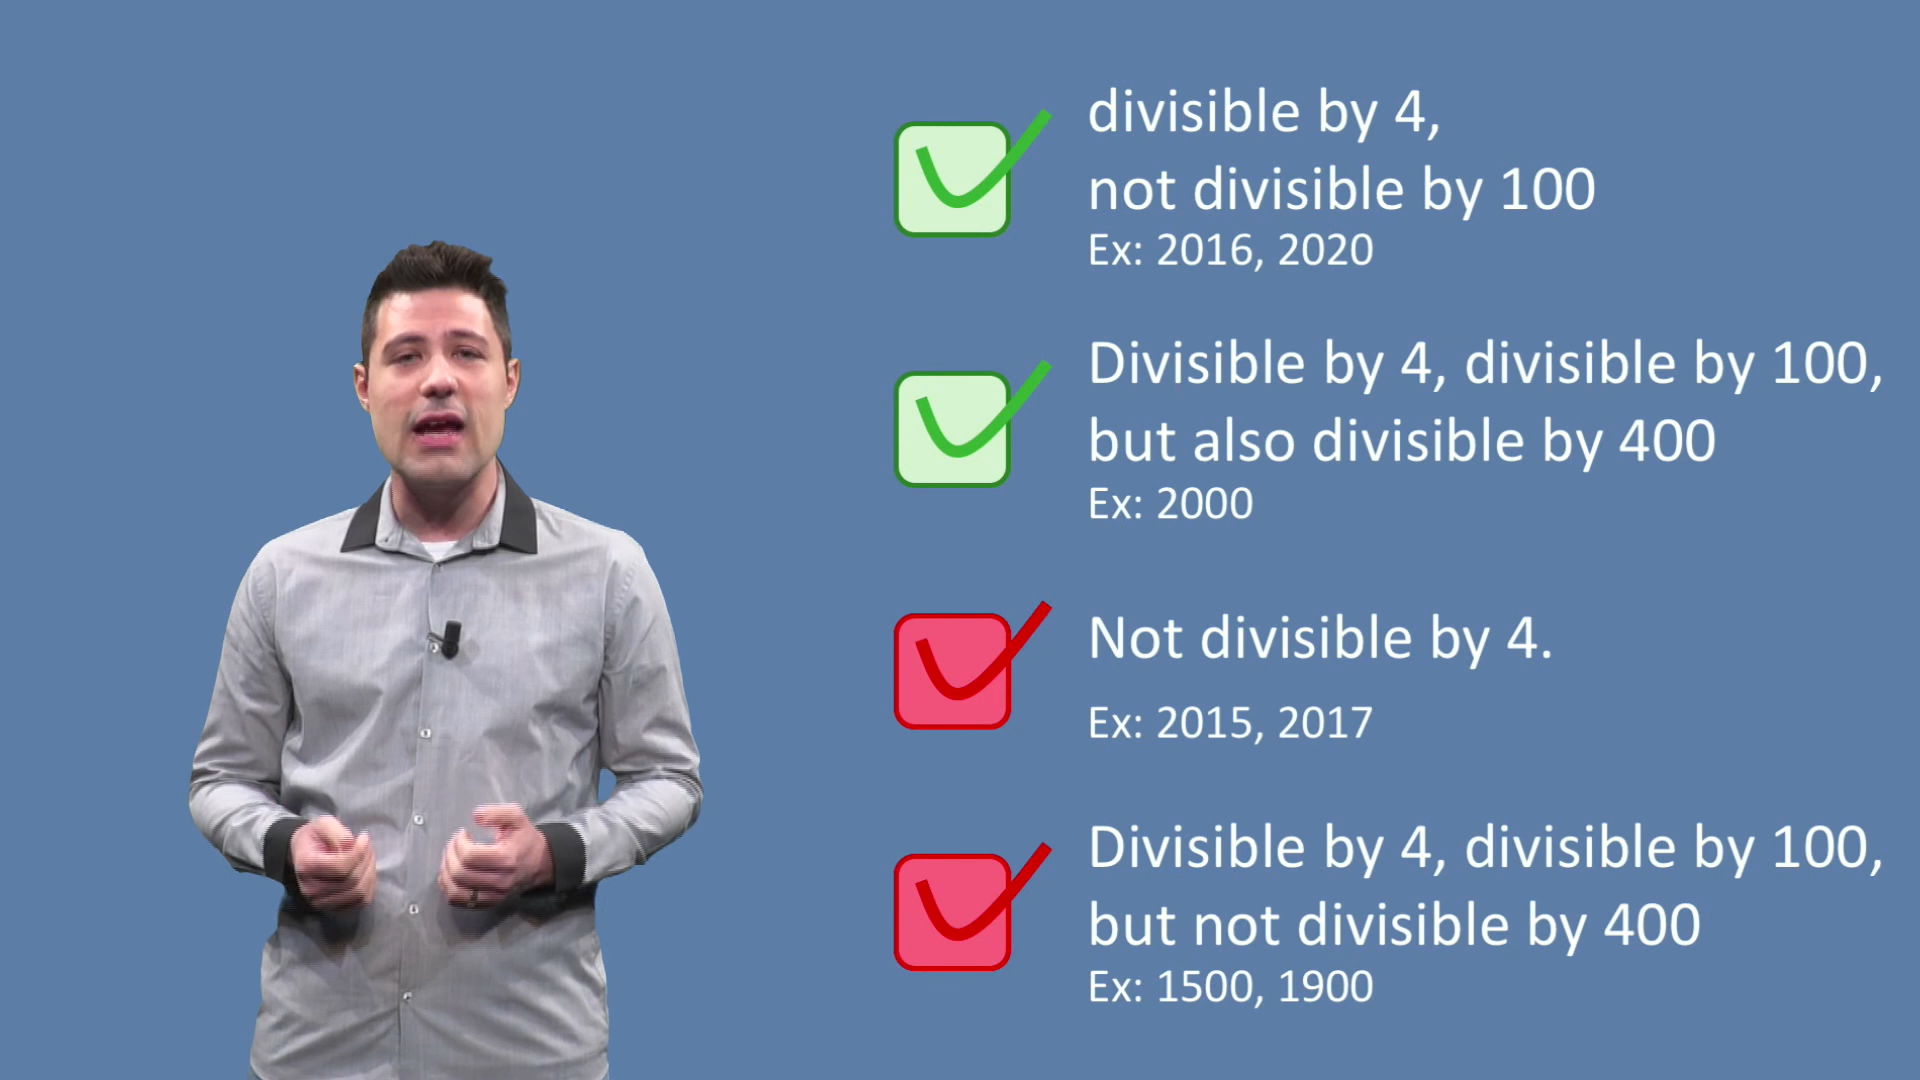 divisible by 4,
not divisible by 100
Ex: 2016, 2020
Divisible by 4, divisible by 100,
but also divisible by 400
Ex: 2000
Not divisible by 4.
Ex: 2015, 2017
Divisible by 4, divisible by 100,
but not divisible by 400
Ex: 1500, 1900